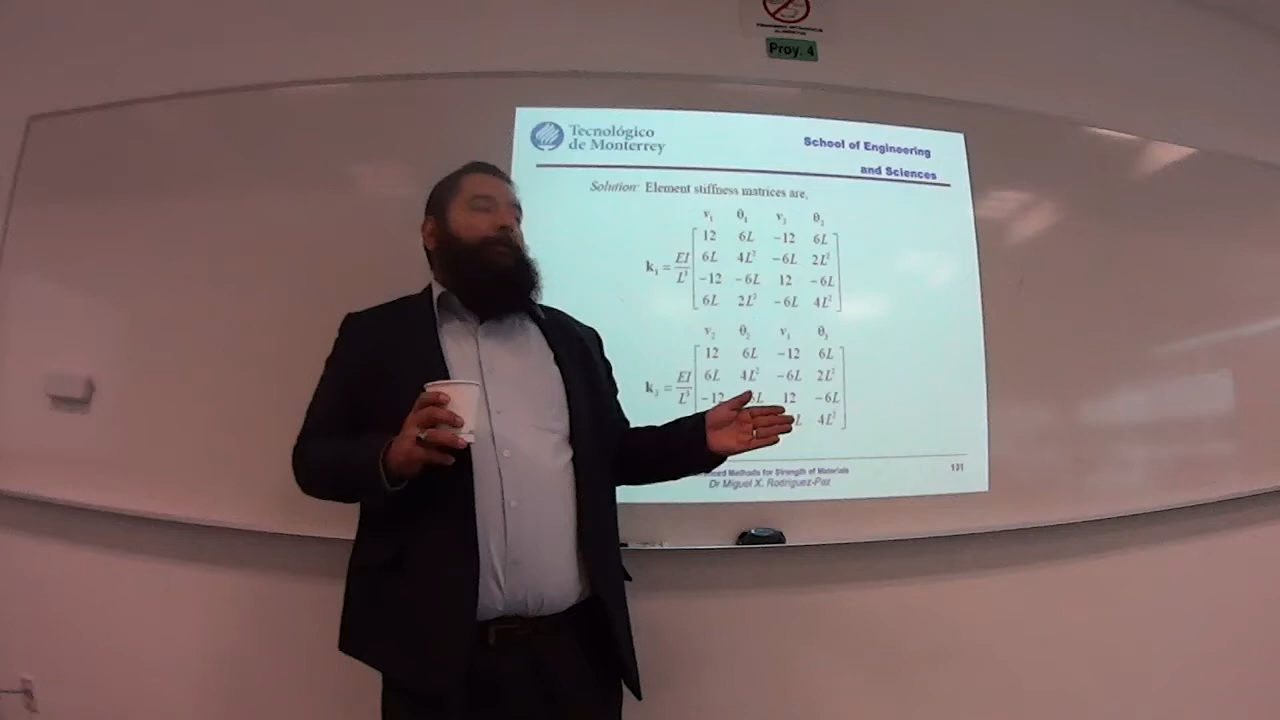 Proy. 4
Tecnológico
de Monterrey
School of Engineering
and Sciences
Solution: Element stiffness matrices are,
v₁ θ₁ v₂ θ₂
12 6L -12 6L
k₁ = EI/L³ 6L 4L² -6L 2L²
-12 -6L 12 -6L
6L 2L² -6L 4L²
v₂ θ₂ θ₃
12 6L -12 6L
EI/L³ 6L 4L² -6L 2L²
-12 12 -6L
4L²
Methods for Strength of Materials
Dr Miguel X. Rodriguez-Paz
131